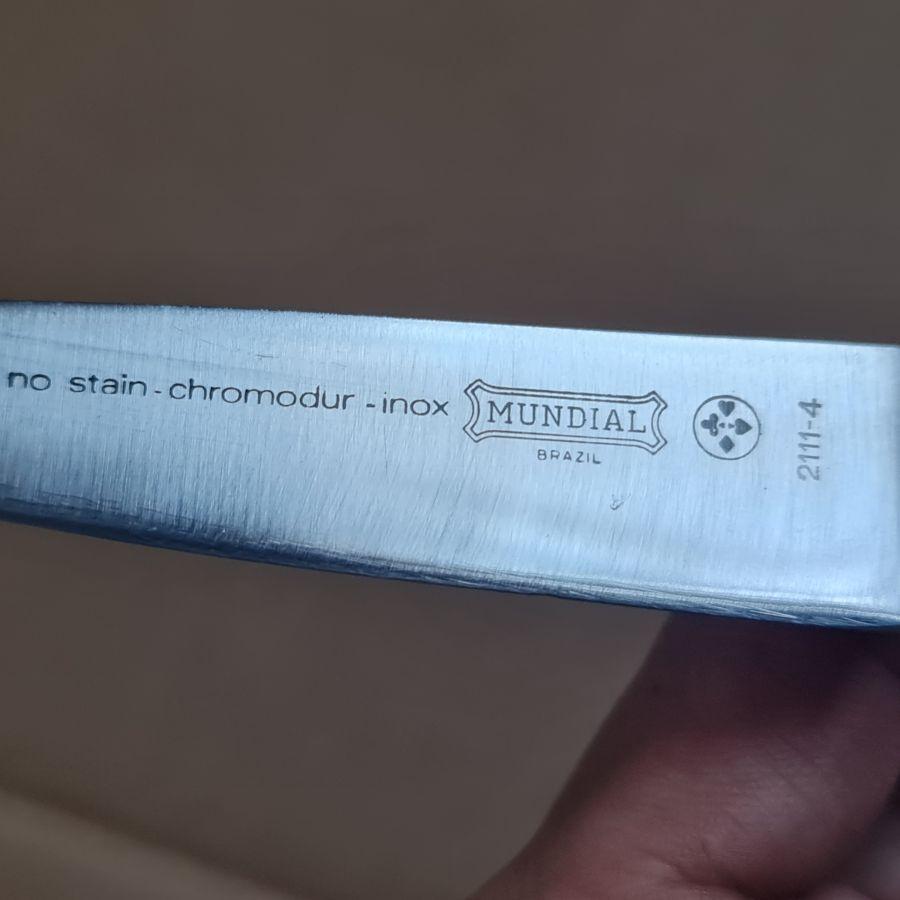 no stain - chromodur - inox
MUNDIAL
BRAZIL
2111-4